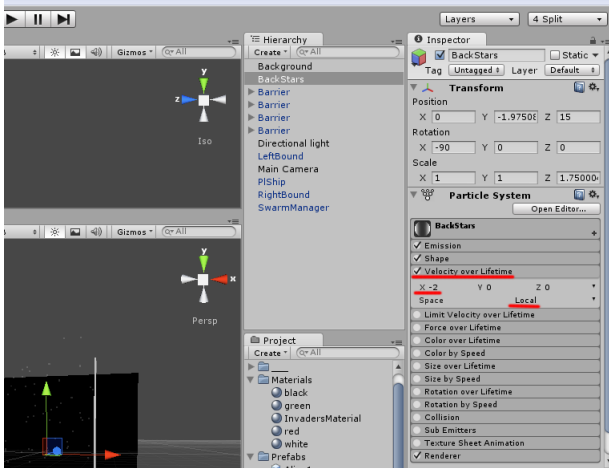 Layers
4 Split
Gizmos
All
y
z
Iso
Gizmos
All
y
x
Persp
Hierarchy
Create
All
Background
BackStars
Barrier
Barrier
Barrier
Barrier
Directional light
LeftBound
Main Camera
PlShip
RightBound
SwarmManager
Project
Create
All
Materials
black
green
InvadersMaterial
red
white
Prefabs
Inspector
BackStars
Static
Tag Untagged Layer Default
Transform
Position
X 0 Y -1.97508 Z 15
Rotation
X -90 Y 0 Z 0
Scale
X 1 Y 1 Z 1.75000
Particle System
Open Editor...
BackStars
Emission
Shape
Velocity over Lifetime
X -2 Y 0 Z 0
Space Local
Limit Velocity over Lifetime
Force over Lifetime
Color over Lifetime
Color by Speed
Size over Lifetime
Size by Speed
Rotation over Lifetime
Rotation by Speed
Collision
Sub Emitters
Texture Sheet Animation
Renderer